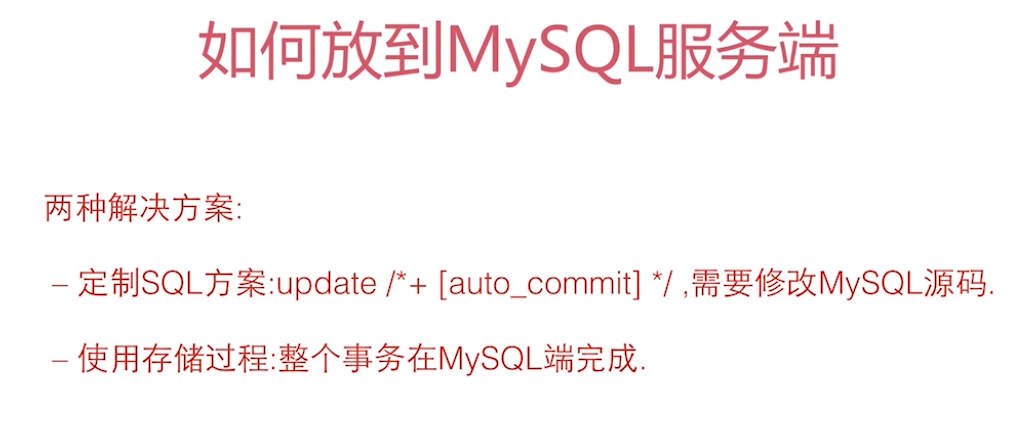 如何放到MySQL服务端
两种解决方案:
– 定制SQL方案:update /*+ [auto_commit] */ ,需要修改MySQL源码.
– 使用存储过程:整个事务在MySQL端完成.